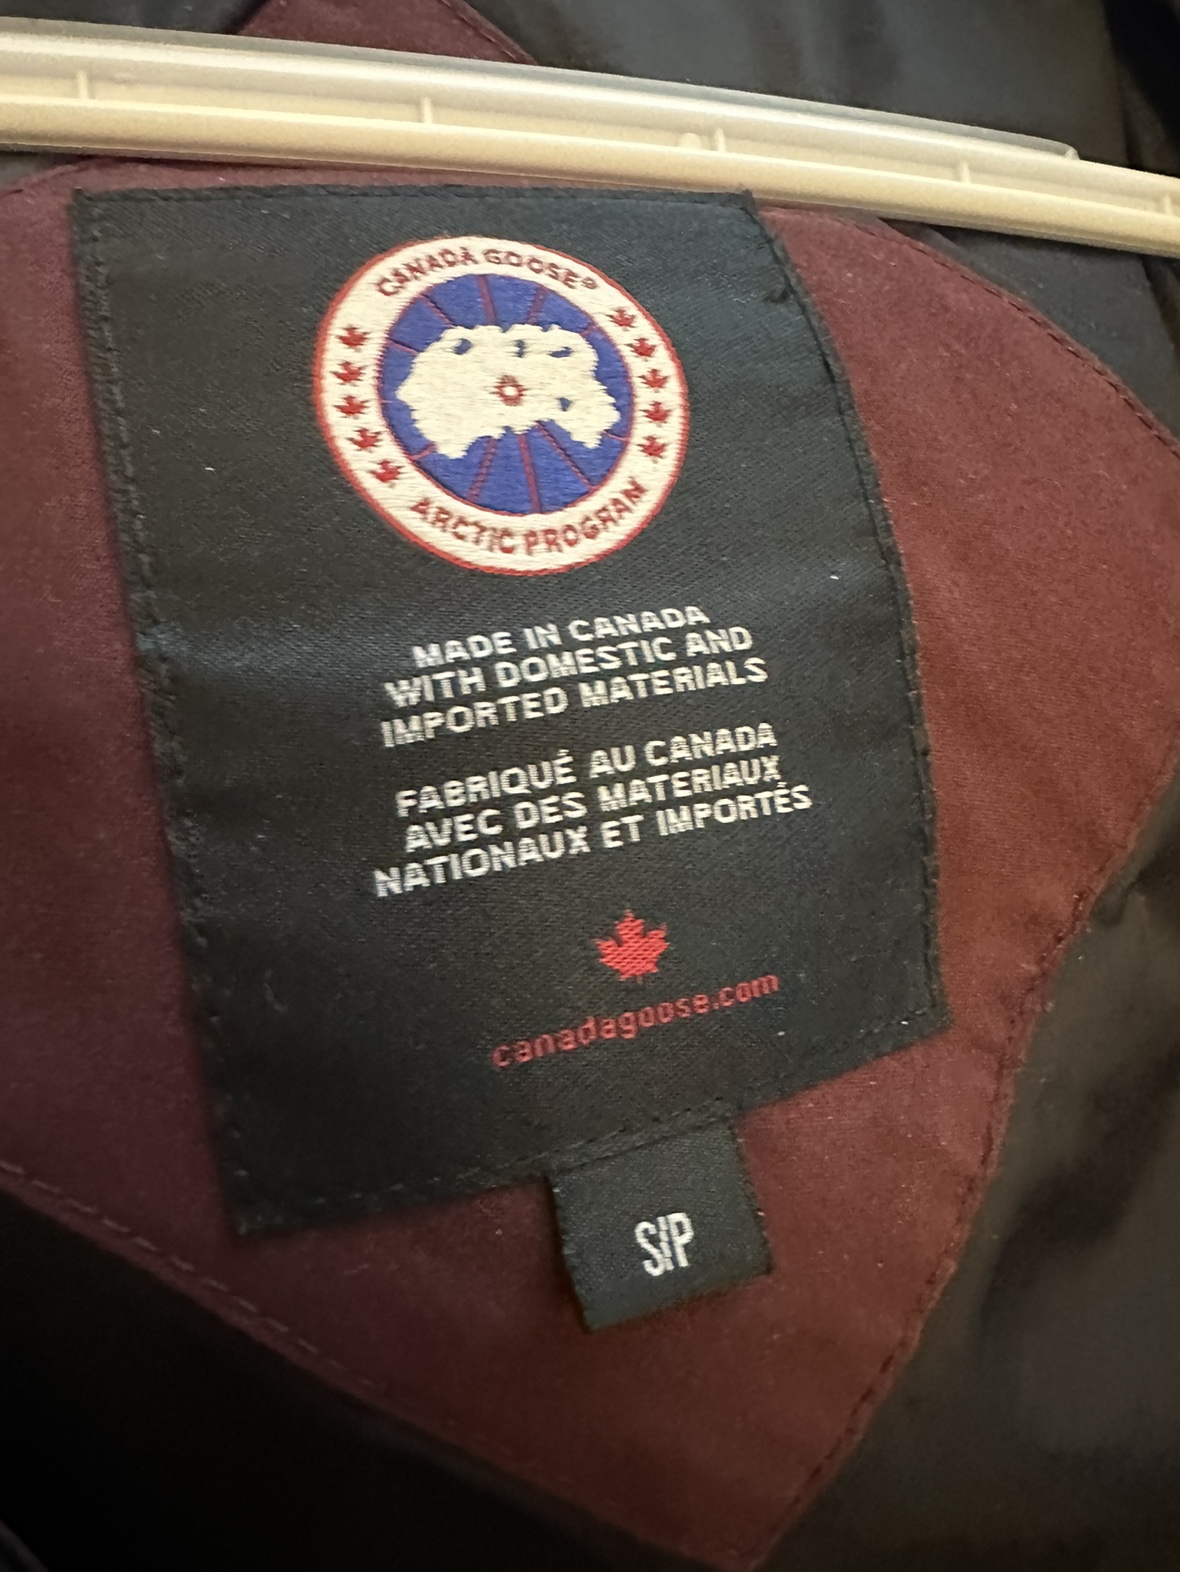 CANADA GOOSE®
ARCTIC PROGRAM
MADE IN CANADA
WITH DOMESTIC AND
IMPORTED MATERIALS
FABRIQUÉ AU CANADA
AVEC DES MATERIAUX
NATIONAUX ET IMPORTÉS
canadagoose.com
S/P